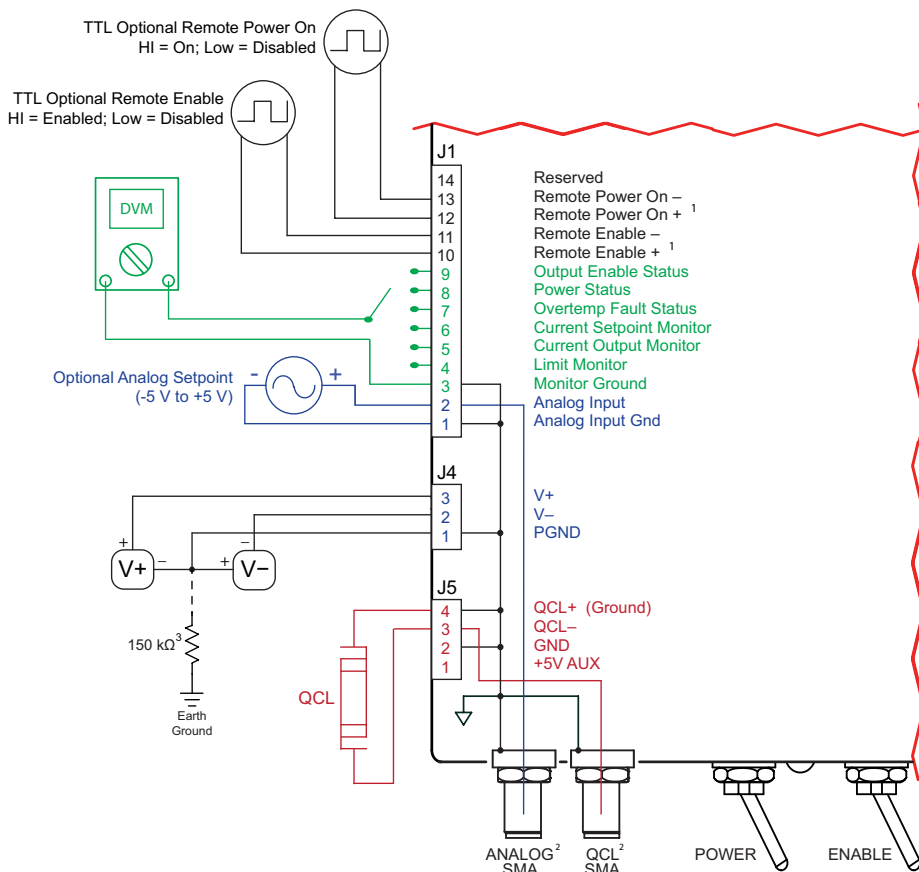 TTL Optional Remote Power On
HI = On; Low = Disabled
TTL Optional Remote Enable
HI = Enabled; Low = Disabled
J1
14 Reserved
13 Remote Power On –
12 Remote Power On + 1
11 Remote Enable –
10 Remote Enable + 1
9 Output Enable Status
8 Power Status
7 Overtemp Fault Status
6 Current Setpoint Monitor
5 Current Output Monitor
4 Limit Monitor
3 Monitor Ground
2 Analog Input
1 Analog Input Gnd
DVM
Optional Analog Setpoint
(-5 V to +5 V)
- +
J4
3 V+
2 V–
1 PGND
+ V+ – + V– –
150 kΩ3
Earth
Ground
J5
4 QCL+ (Ground)
3 QCL–
2 GND
1 +5V AUX
QCL
ANALOG2
SMA
QCL2
SMA
POWER
ENABLE